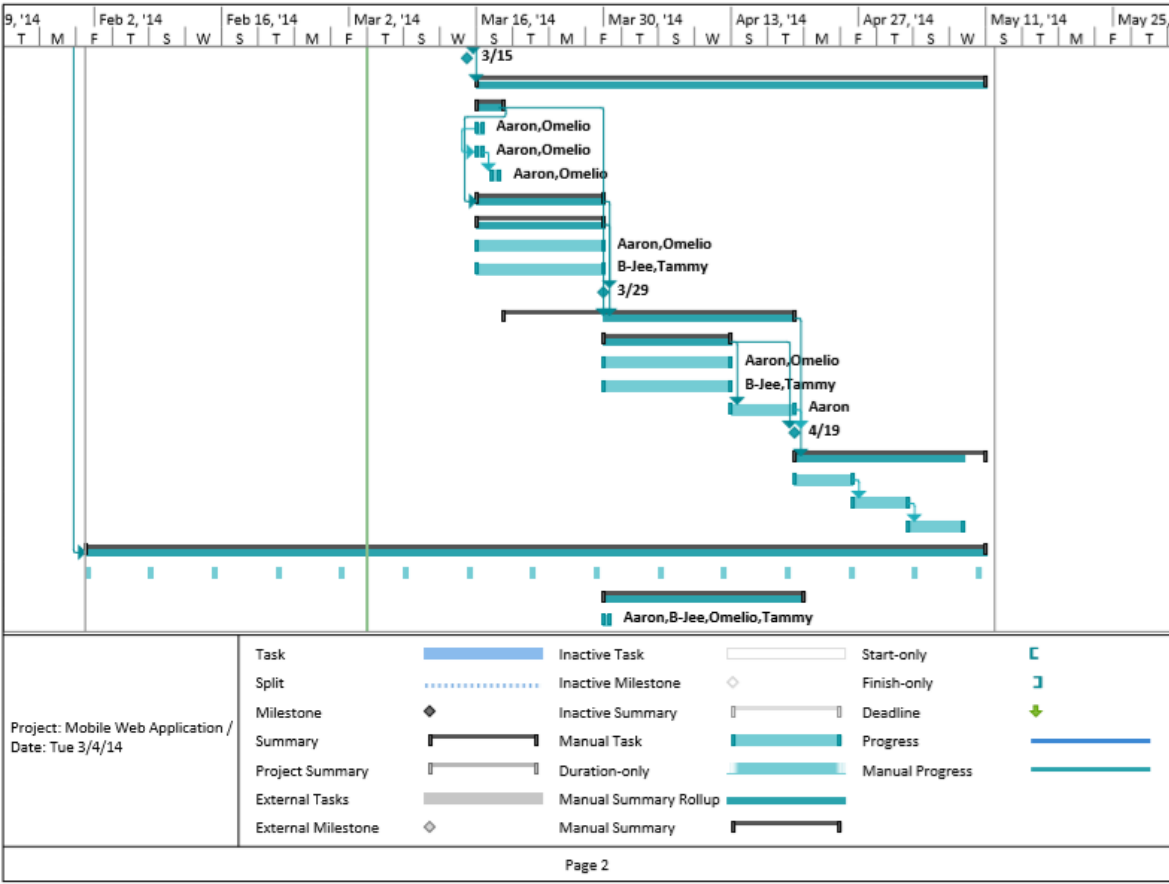 9, '14 Feb 2, '14 Feb 16, '14 Mar 2, '14 Mar 16, '14 Mar 30, '14 Apr 13, '14 Apr 27, '14 May 11, '14 May 25,
T M F T S W S T M F T S W S T M F T S W S T M F T S W S T M F T
3/15
Aaron,Omelio
Aaron,Omelio
Aaron,Omelio
Aaron,Omelio
B-Jee,Tammy
3/29
Aaron,Omelio
B-Jee,Tammy
Aaron
4/19
Aaron,B-Jee,Omelio,Tammy
Project: Mobile Web Application /
Date: Tue 3/4/14
Task Inactive Task Start-only
Split Inactive Milestone Finish-only
Milestone Inactive Summary Deadline
Summary Manual Task Progress
Project Summary Duration-only Manual Progress
External Tasks Manual Summary Rollup
External Milestone Manual Summary
Page 2